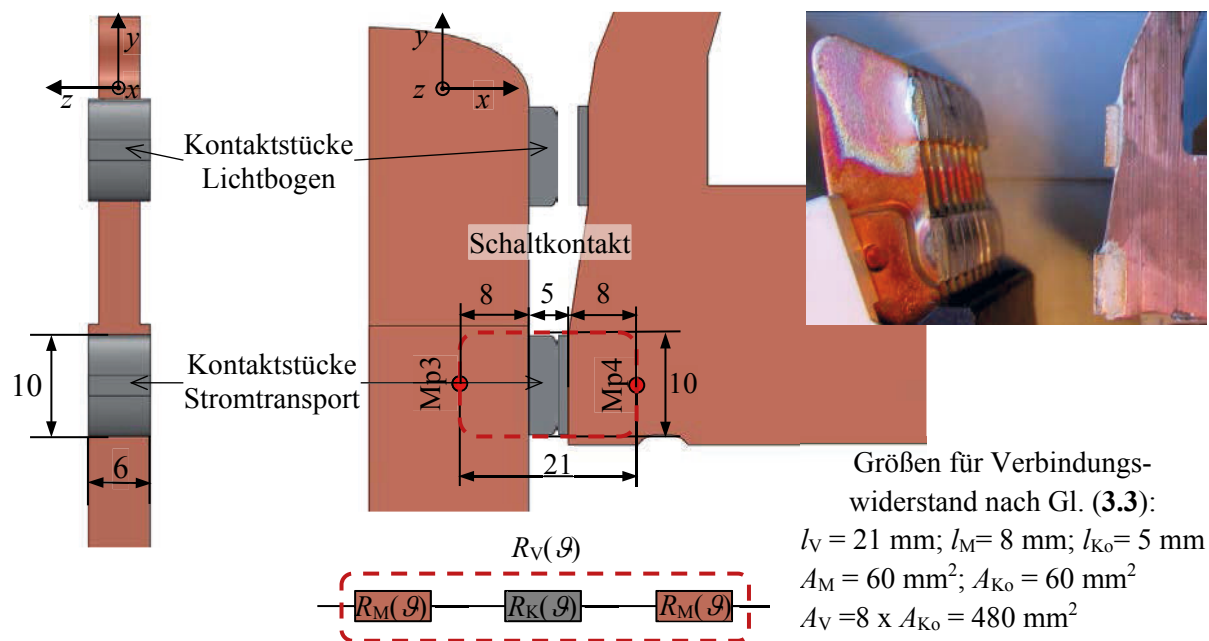 y
z
x
y
z
x
Kontaktstücke
Lichtbogen
Schaltkontakt
8
5
8
Kontaktstücke
Stromtransport
10
Mp3
Mp4
10
6
21
Größen für Verbindungs-
widerstand nach Gl. (3.3):
l_V = 21 mm; l_M= 8 mm; l_Ko= 5 mm
A_M = 60 mm²; A_Ko = 60 mm²
A_V =8 x A_Ko = 480 mm²
R_V(ϑ)
R_M(ϑ) R_K(ϑ) R_M(ϑ)